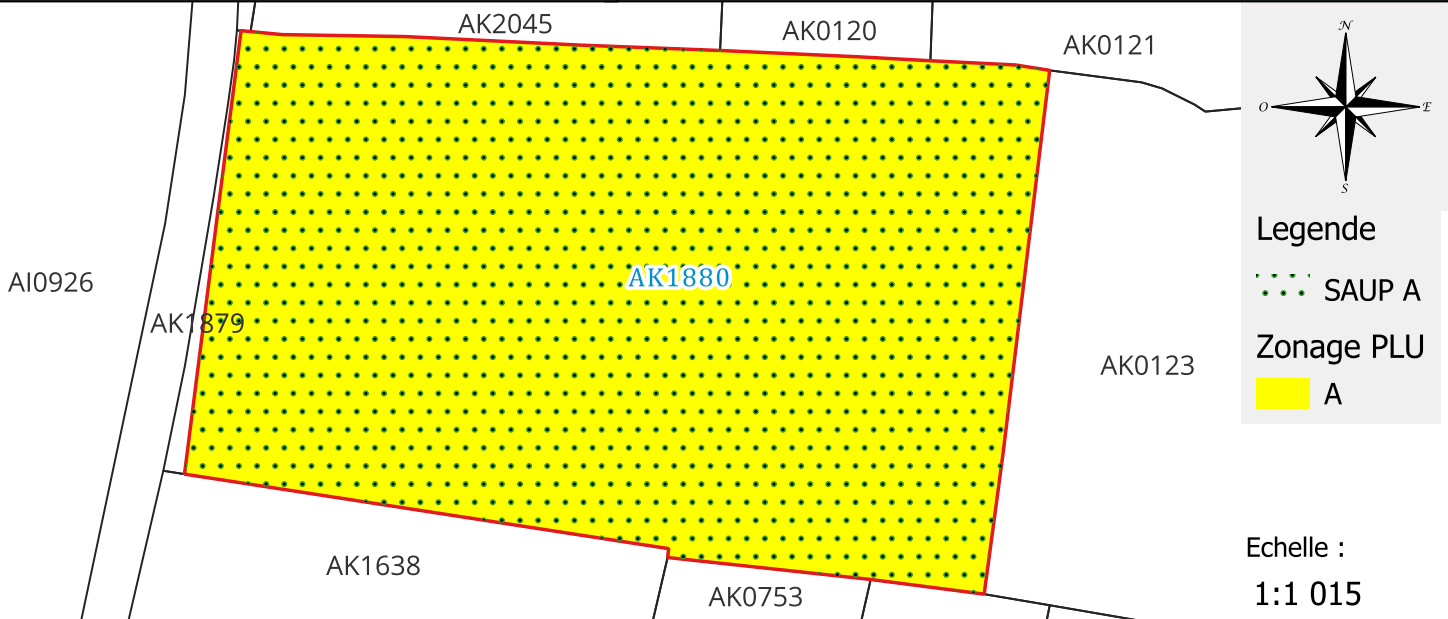 AK2045
AK0120
AK0121
AI0926
AK1880
AK1879
AK0123
AK1638
AK0753
N
O
E
S
Legende
SAUP A
Zonage PLU
A
Echelle :
1:1 015